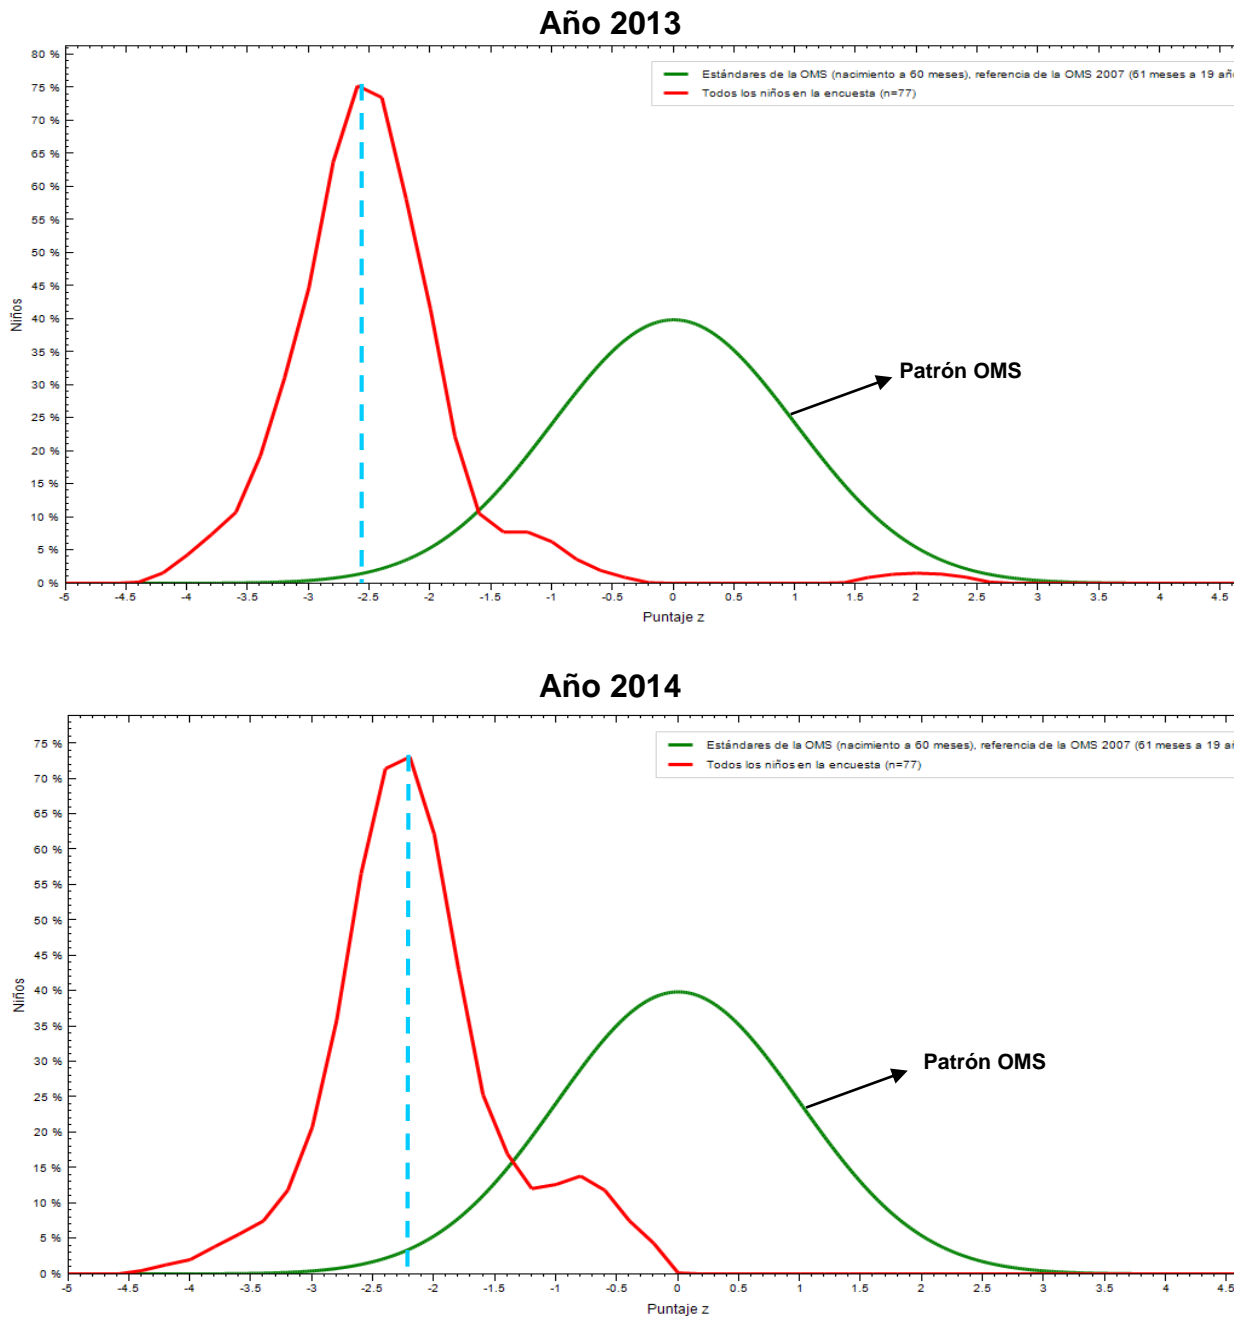 Año 2013
80 %
75 %
70 %
65 %
60 %
55 %
50 %
45 %
40 %
35 %
30 %
25 %
20 %
15 %
10 %
5 %
0 %
Niños
Estándares de la OMS (nacimiento a 60 meses), referencia de la OMS 2007 (61 meses a 19 añ
Todos los niños en la encuesta (n=77)
Patrón OMS
-5 -4.5 -4 -3.5 -3 -2.5 -2 -1.5 -1 -0.5 0 0.5 1 1.5 2 2.5 3 3.5 4 4.5
Puntaje z
Año 2014
75 %
70 %
65 %
60 %
55 %
50 %
45 %
40 %
35 %
30 %
25 %
20 %
15 %
10 %
5 %
0 %
Niños
Estándares de la OMS (nacimiento a 60 meses), referencia de la OMS 2007 (61 meses a 19 añ
Todos los niños en la encuesta (n=77)
Patrón OMS
-5 -4.5 -4 -3.5 -3 -2.5 -2 -1.5 -1 -0.5 0 0.5 1 1.5 2 2.5 3 3.5 4 4.5
Puntaje z